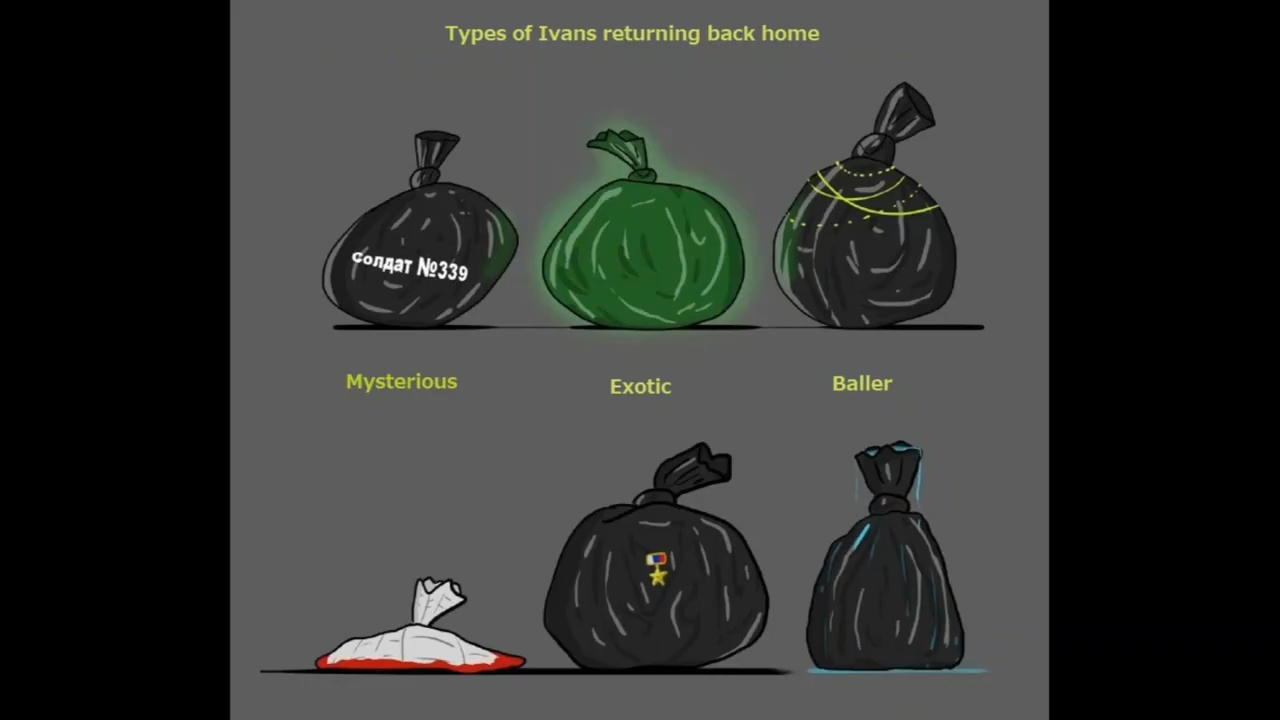 Types of Ivans returning back home
Солдат №339
Mysterious
Exotic
Baller